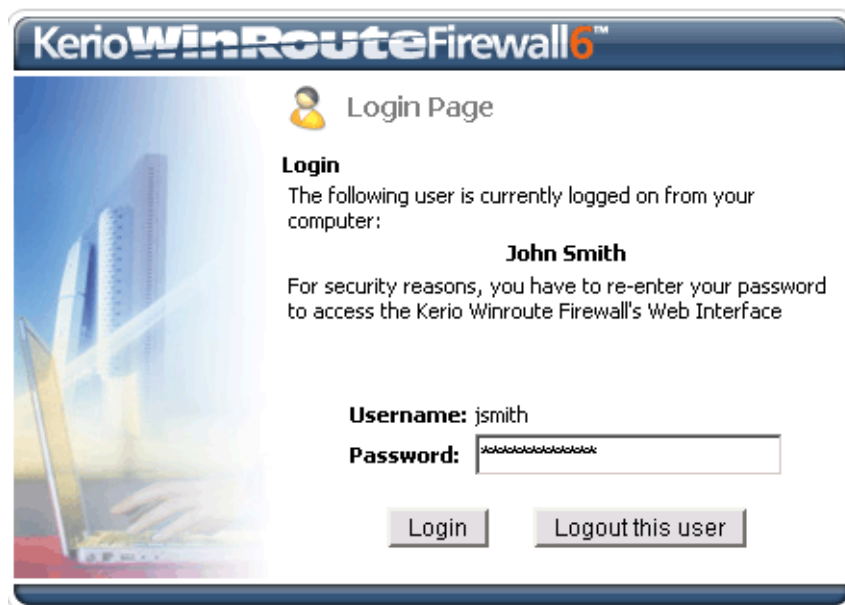 KerioWinRouteFirewall6™
Login Page
Login
The following user is currently logged on from your
computer:
John Smith
For security reasons, you have to re-enter your password
to access the Kerio Winroute Firewall's Web Interface
Username: jsmith
Password: *************
Login Logout this user